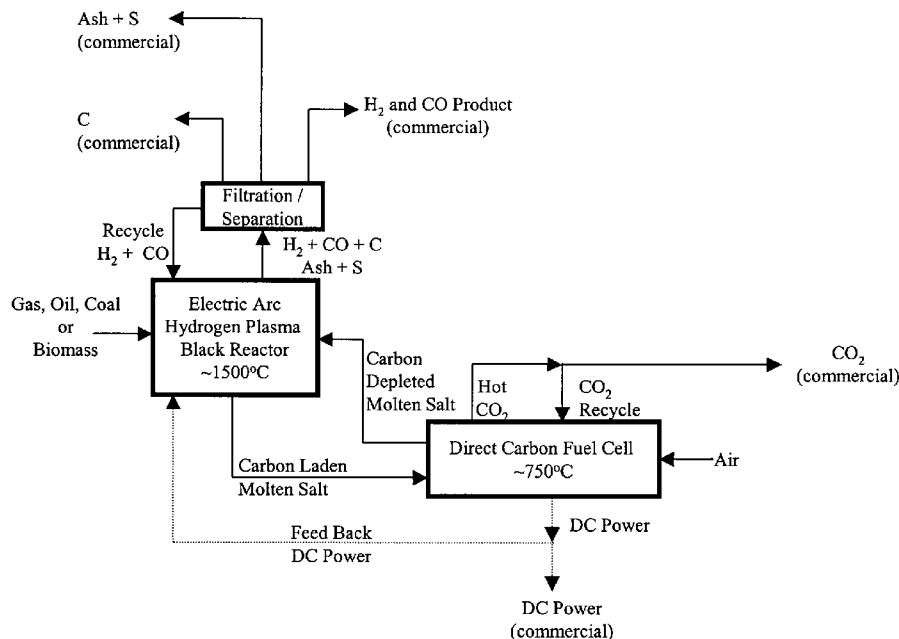 Ash + S
(commercial)
C
(commercial)
H2 and CO Product
(commercial)
Filtration /
Separation
Recycle
H2 + CO
H2 + CO + C
Ash + S
Gas, Oil, Coal
or
Biomass
Electric Arc
Hydrogen Plasma
Black Reactor
~1500°C
Carbon
Depleted
Molten Salt
Hot
CO2
CO2
Recycle
CO2
(commercial)
Direct Carbon Fuel Cell
~750°C
Air
Carbon Laden
Molten Salt
DC Power
Feed Back
DC Power
DC Power
(commercial)